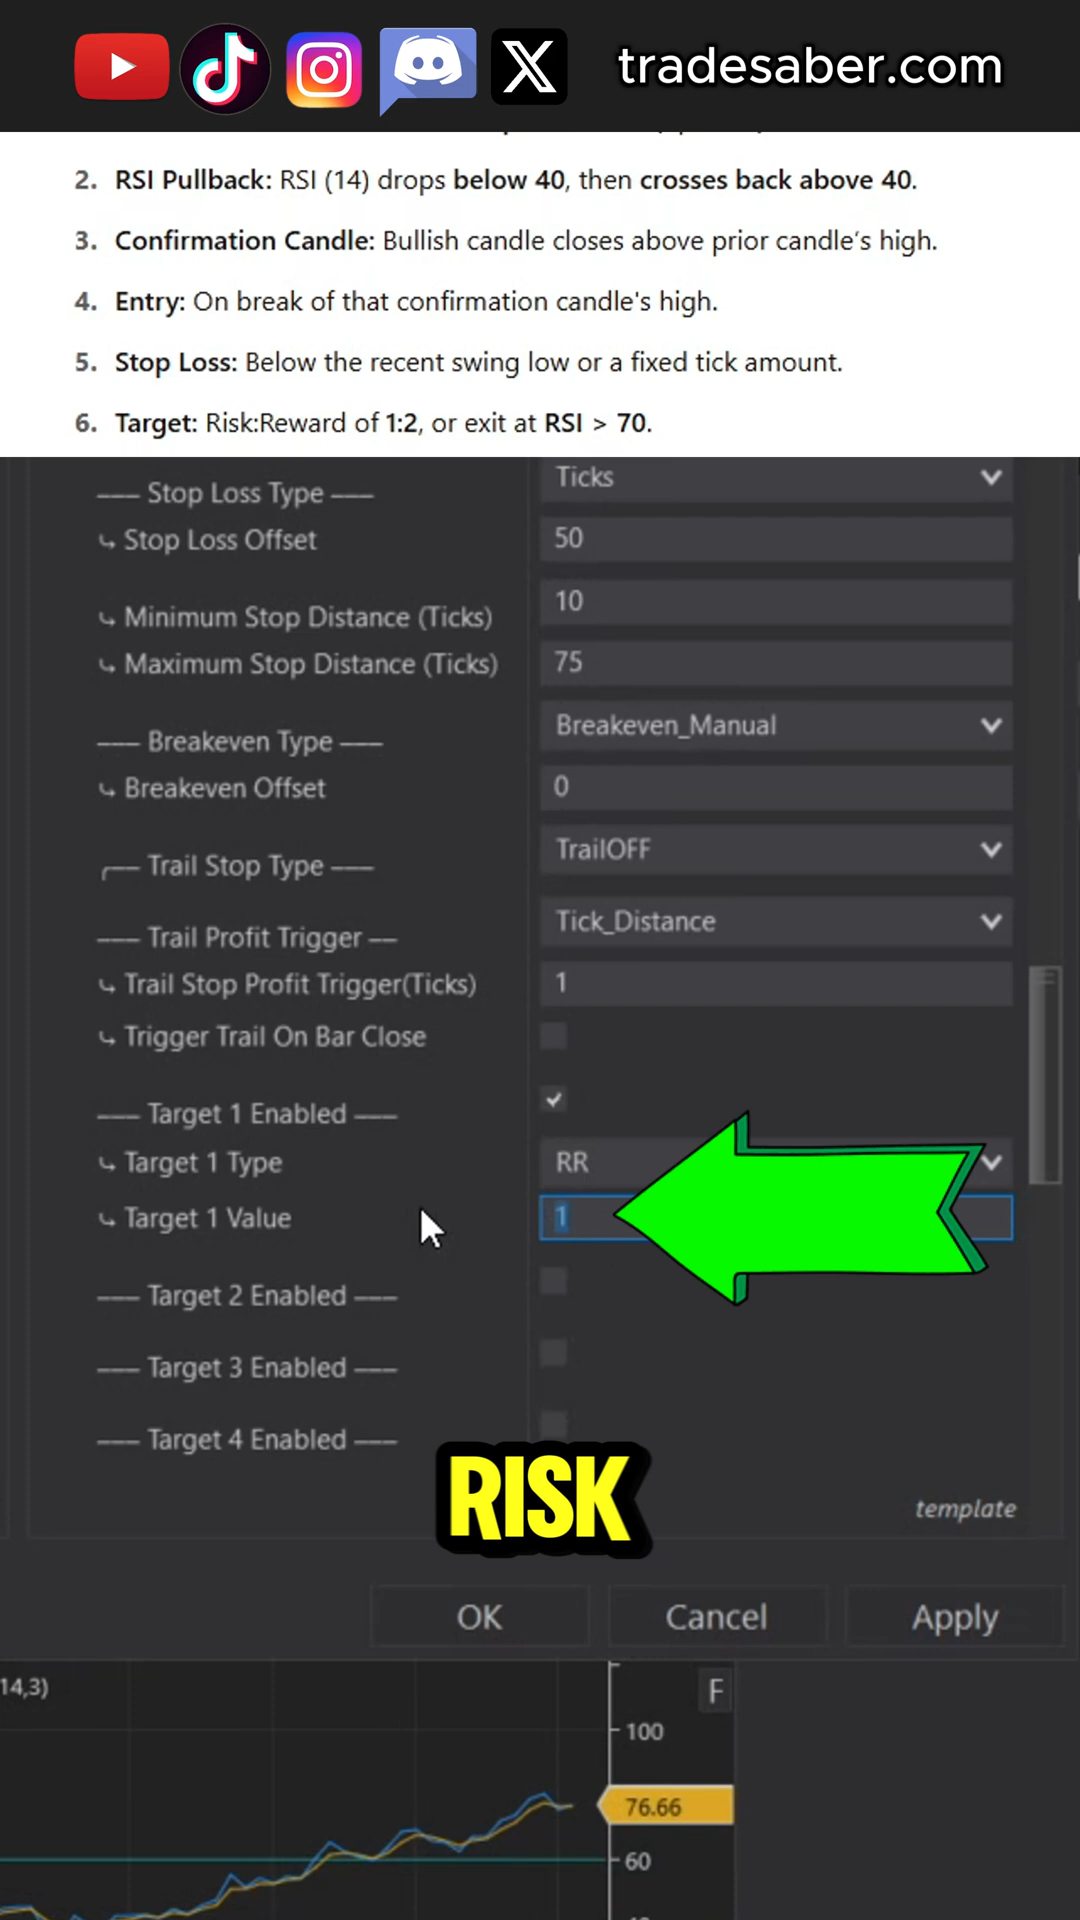 tradesaber.com
2. RSI Pullback: RSI (14) drops below 40, then crosses back above 40.
3. Confirmation Candle: Bullish candle closes above prior candle's high.
4. Entry: On break of that confirmation candle's high.
5. Stop Loss: Below the recent swing low or a fixed tick amount.
6. Target: Risk:Reward of 1:2, or exit at RSI > 70.
Stop Loss Type Ticks
Stop Loss Offset 50
Minimum Stop Distance (Ticks) 10
Maximum Stop Distance (Ticks) 75
Breakeven Type Breakeven_Manual
Breakeven Offset 0
Trail Stop Type TrailOFF
Trail Profit Trigger Tick_Distance
Trail Stop Profit Trigger(Ticks) 1
Trigger Trail On Bar Close
Target 1 Enabled
Target 1 Type RR
Target 1 Value 1
Target 2 Enabled
Target 3 Enabled
Target 4 Enabled
RISK
template
OK Cancel Apply
14,3) F
100
76.66
60